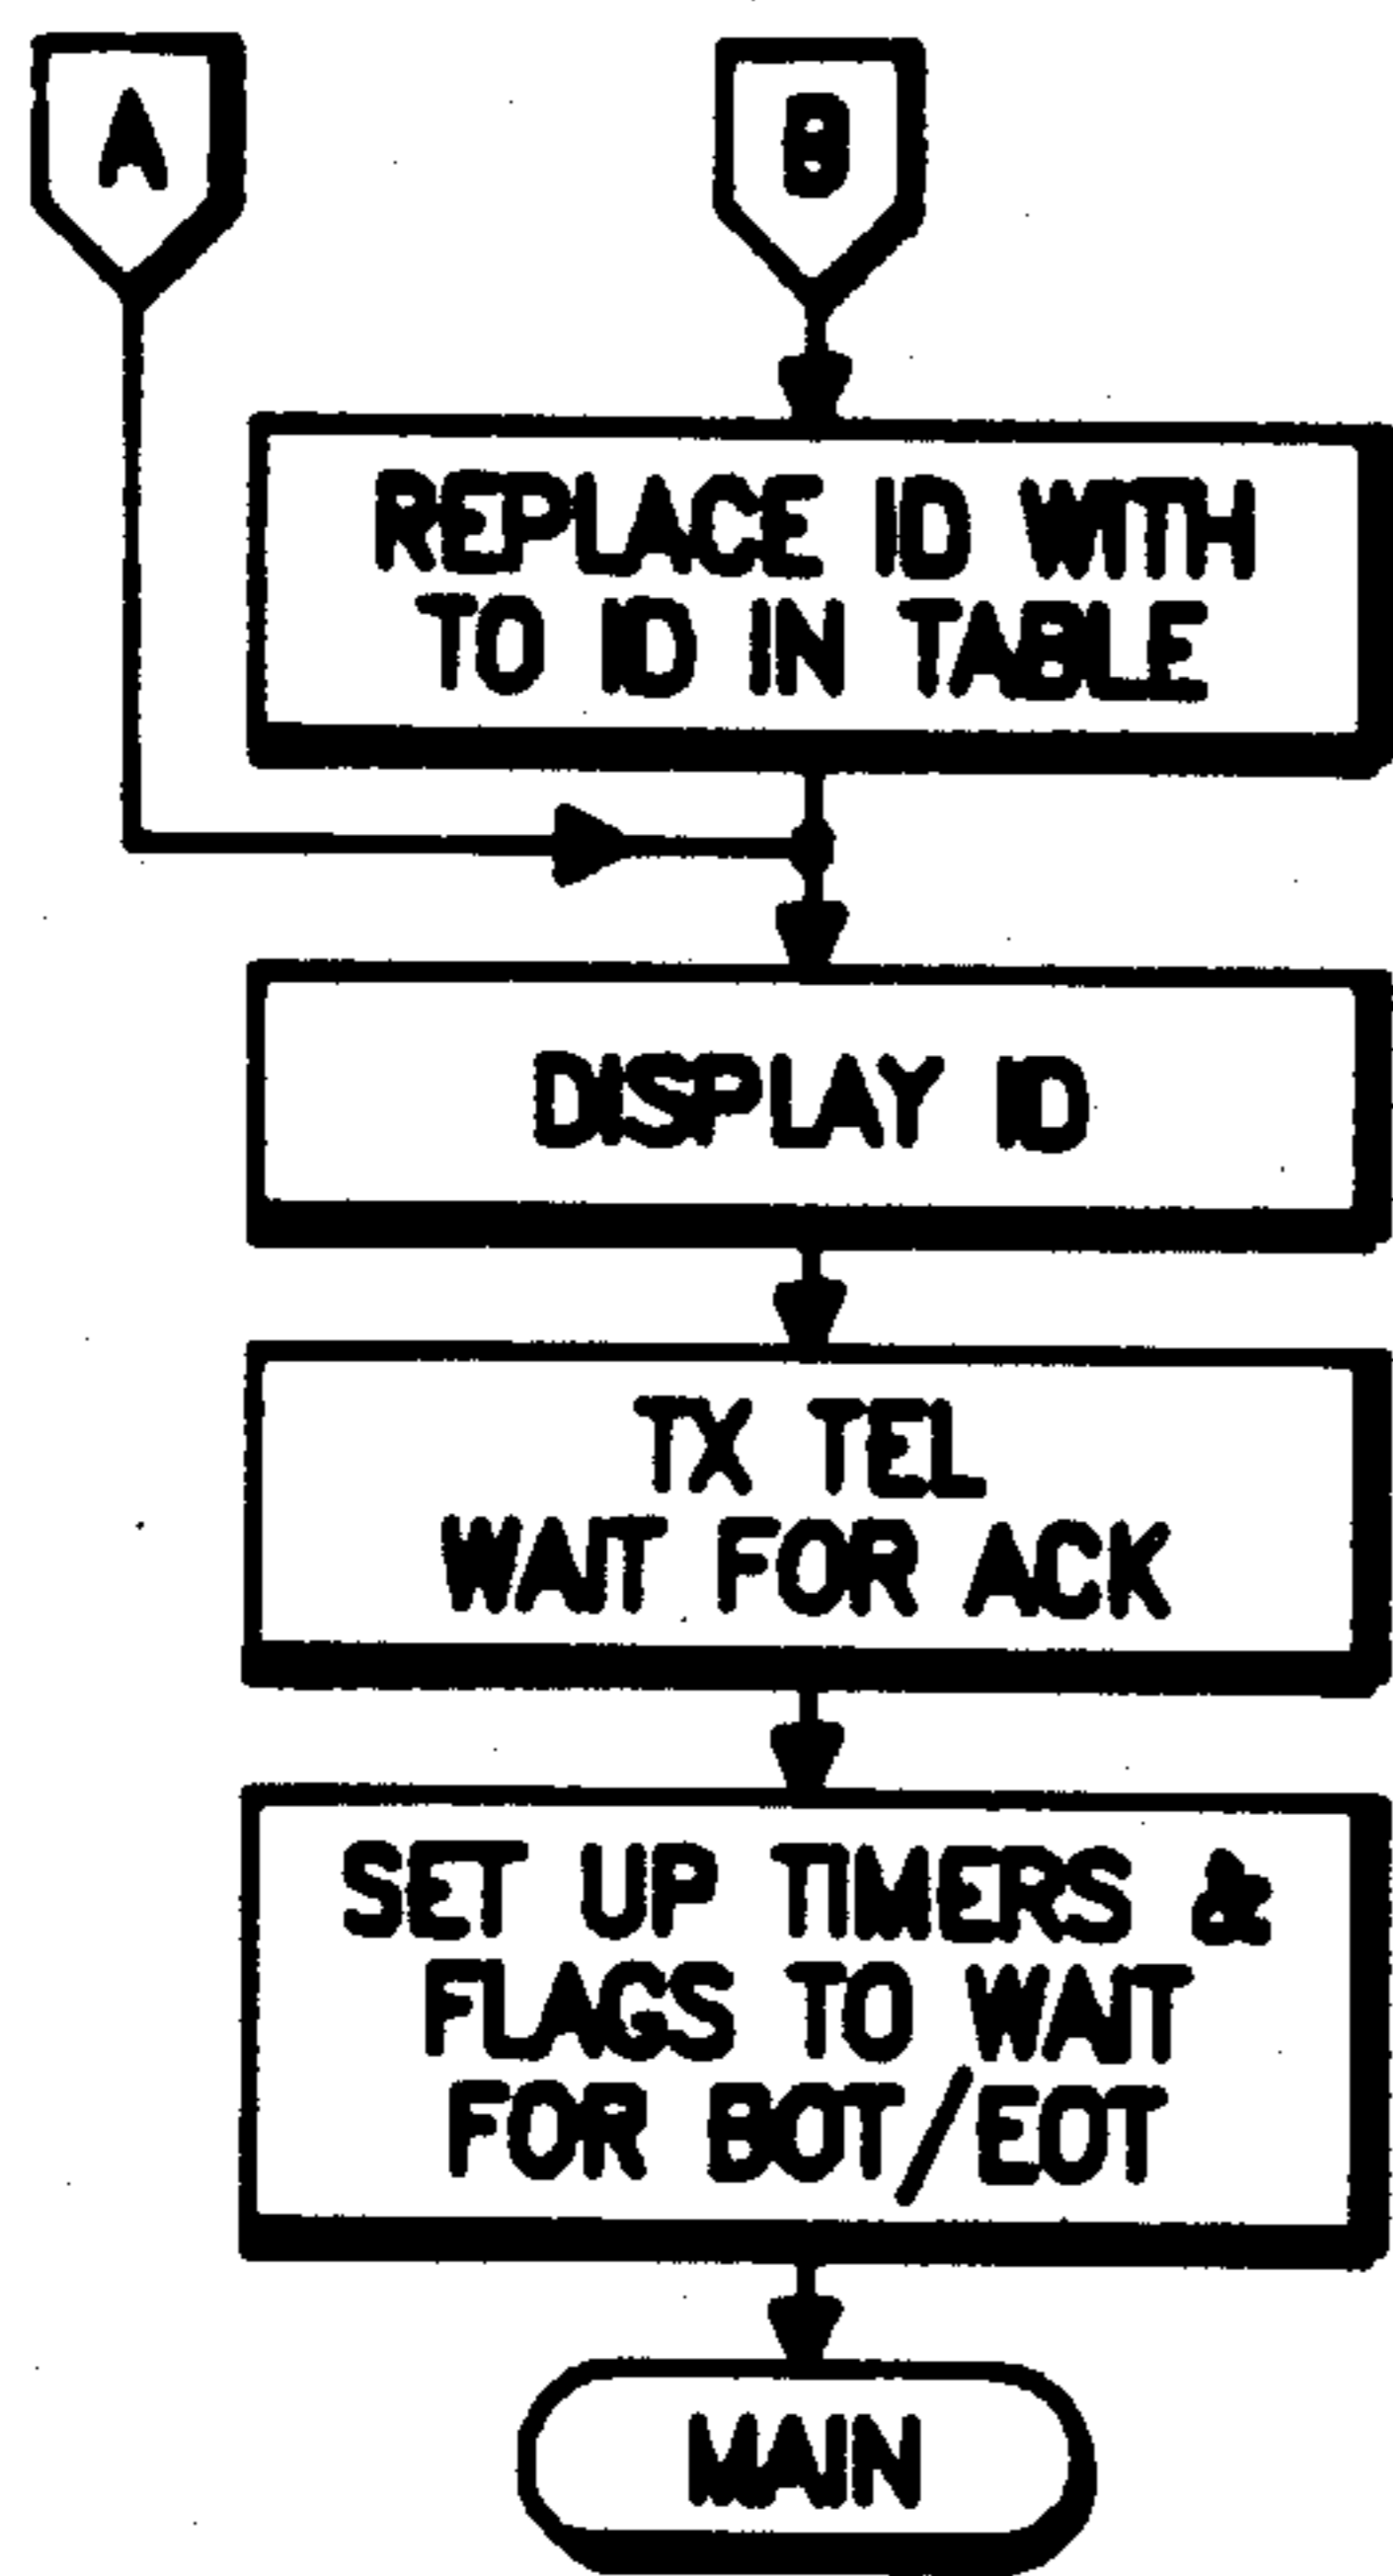 A
B
REPLACE ID WITH
TO ID IN TABLE
DISPLAY ID
TX TEL
WAIT FOR ACK
SET UP TIMERS &
FLAGS TO WAIT
FOR BOT/EOT
MAIN